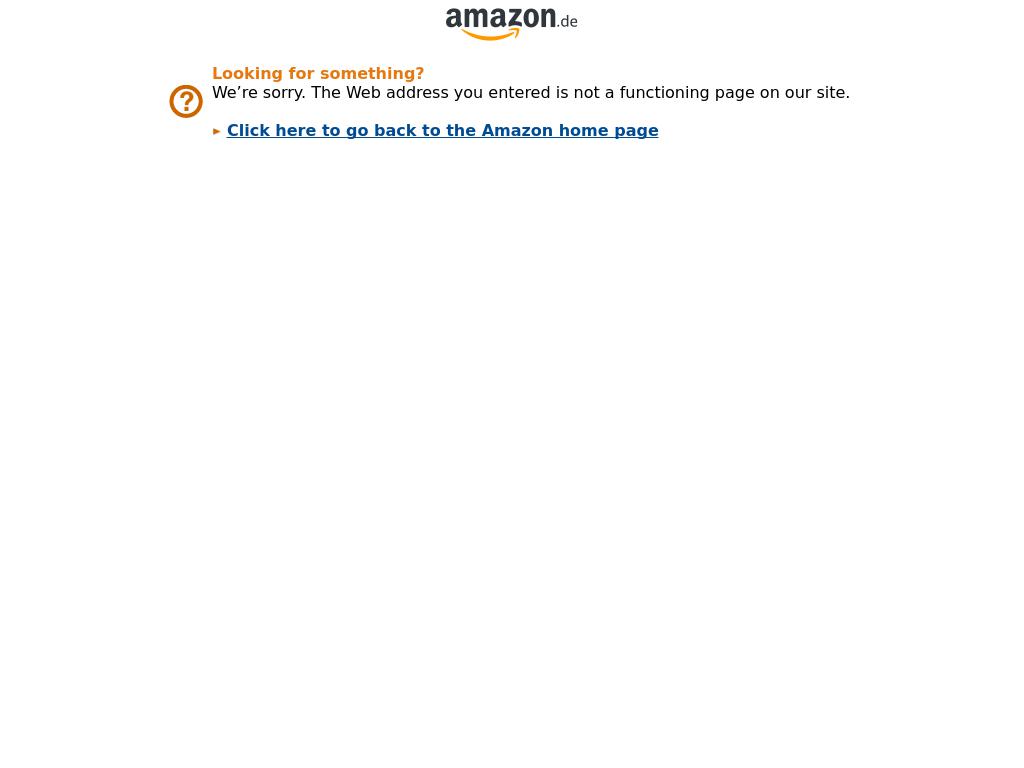 amazon.de
Looking for something?
We’re sorry. The Web address you entered is not a functioning page on our site.
► Click here to go back to the Amazon home page